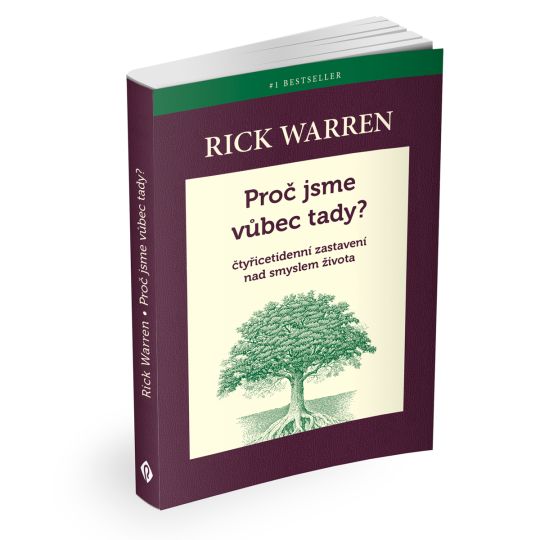 #1 BESTSELLER
RICK WARREN
Proč jsme
vůbec tady?
čtyřicetidenní zastavení
nad smyslem života
Rick Warren • Proč jsme vůbec tady?